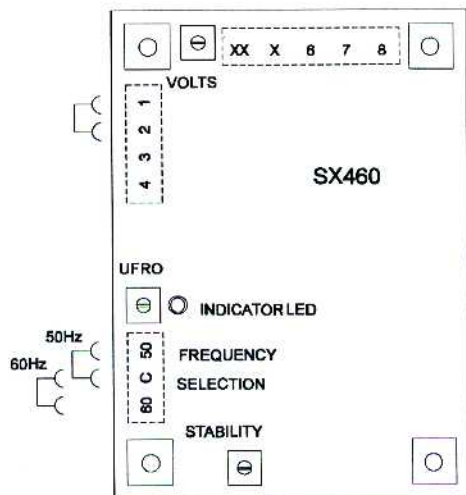 XX X 6 7 8
VOLTS
1
2
3
4
SX460
UFRO
INDICATOR LED
50Hz
60Hz
50
C
60
FREQUENCY
SELECTION
STABILITY